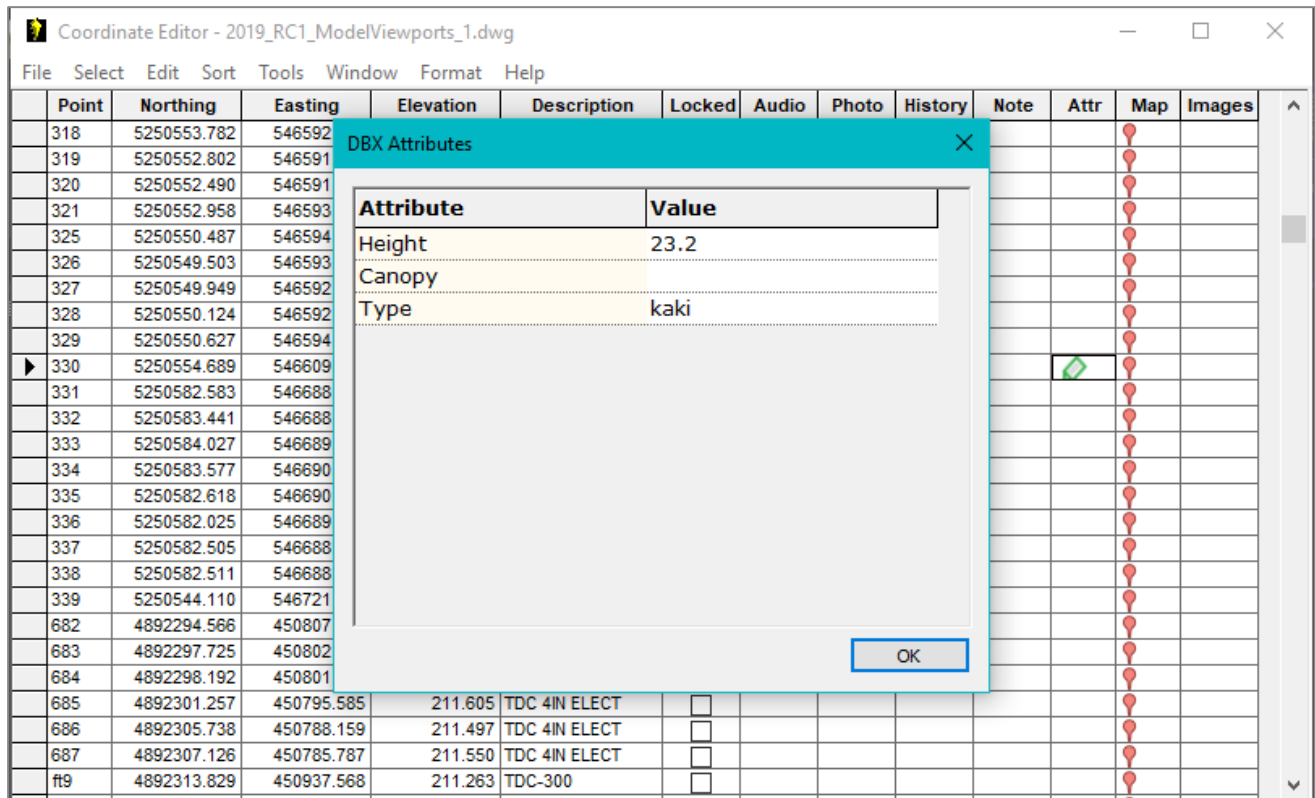 Coordinate Editor - 2019_RC1_ModelViewports_1.dwg
File Select Edit Sort Tools Window Format Help
Point Northing Easting Elevation Description Locked Audio Photo History Note Attr Map Images
318 5250553.782 546592
319 5250552.802 546591
320 5250552.490 546591
321 5250552.958 546593
325 5250550.487 546594
326 5250549.503 546593
327 5250549.949 546592
328 5250550.124 546592
329 5250550.627 546594
330 5250554.689 546609
331 5250582.583 546688
332 5250583.441 546688
333 5250584.027 546689
334 5250583.577 546690
335 5250582.618 546690
336 5250582.025 546689
337 5250582.505 546688
338 5250582.511 546688
339 5250544.110 546721
682 4892294.566 450807
683 4892297.725 450802
684 4892298.192 450801
685 4892301.257 450795.585 211.605 TDC 4IN ELECT
686 4892305.738 450788.159 211.497 TDC 4IN ELECT
687 4892307.126 450785.787 211.550 TDC 4IN ELECT
ft9 4892313.829 450937.568 211.263 TDC-300
DBX Attributes
Attribute Value
Height 23.2
Canopy
Type kaki
OK